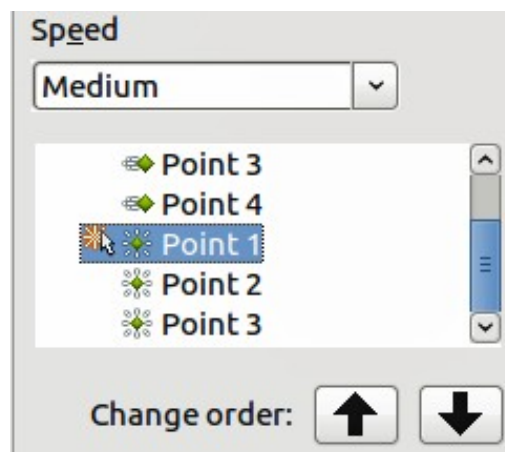 Speed
Medium
Point 3
Point 4
Point 1
Point 2
Point 3
Change order: